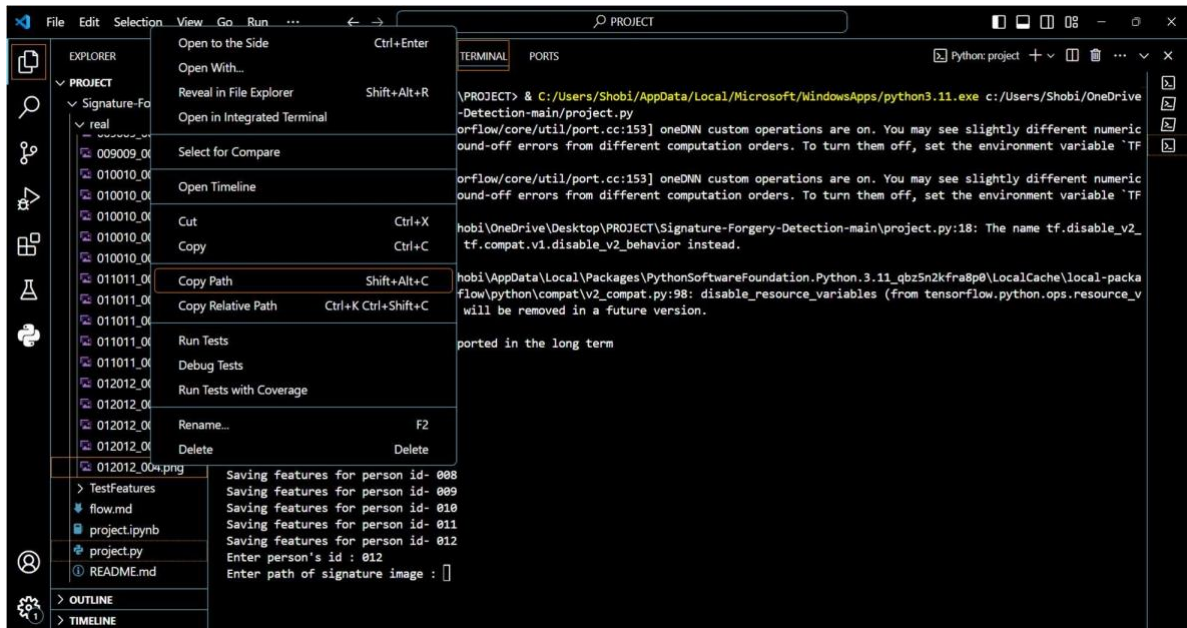 File Edit Selection View Go Run ··· ← → PROJECT
EXPLORER
PROJECT
Signature-Fo
real
009009_00
010010_00
010010_00
010010_00
010010_00
010010_00
011011_00
011011_00
011011_00
011011_00
011011_00
012012_00
012012_00
012012_00
012012_00
012012_004.png
TestFeatures
flow.md
project.ipynb
project.py
README.md
OUTLINE
TIMELINE
1
Open to the Side Ctrl+Enter
Open With...
Reveal in File Explorer Shift+Alt+R
Open in Integrated Terminal
Select for Compare
Open Timeline
Cut Ctrl+X
Copy Ctrl+C
Copy Path Shift+Alt+C
Copy Relative Path Ctrl+K Ctrl+Shift+C
Run Tests
Debug Tests
Run Tests with Coverage
Rename... F2
Delete Delete
TERMINAL PORTS Python: project
\PROJECT> & C:/Users/Shobi/AppData/Local/Microsoft/WindowsApps/python3.11.exe c:/Users/Shobi/OneDrive
-Detection-main/project.py
orflow/core/util/port.cc:153] oneDNN custom operations are on. You may see slightly different numeric
ound-off errors from different computation orders. To turn them off, set the environment variable `TF
orflow/core/util/port.cc:153] oneDNN custom operations are on. You may see slightly different numeric
ound-off errors from different computation orders. To turn them off, set the environment variable `TF
hobi\OneDrive\Desktop\PROJECT\Signature-Forgery-Detection-main\project.py:18: The name tf.disable_v2_
tf.compat.v1.disable_v2_behavior instead.
hobi\AppData\Local\Packages\PythonSoftwareFoundation.Python.3.11_qbz5n2kfra8p0\LocalCache\local-packa
flow\python\compat\v2_compat.py:98: disable_resource_variables (from tensorflow.python.ops.resource_v
will be removed in a future version.
ported in the long term
Saving features for person id- 008
Saving features for person id- 009
Saving features for person id- 010
Saving features for person id- 011
Saving features for person id- 012
Enter person's id : 012
Enter path of signature image :